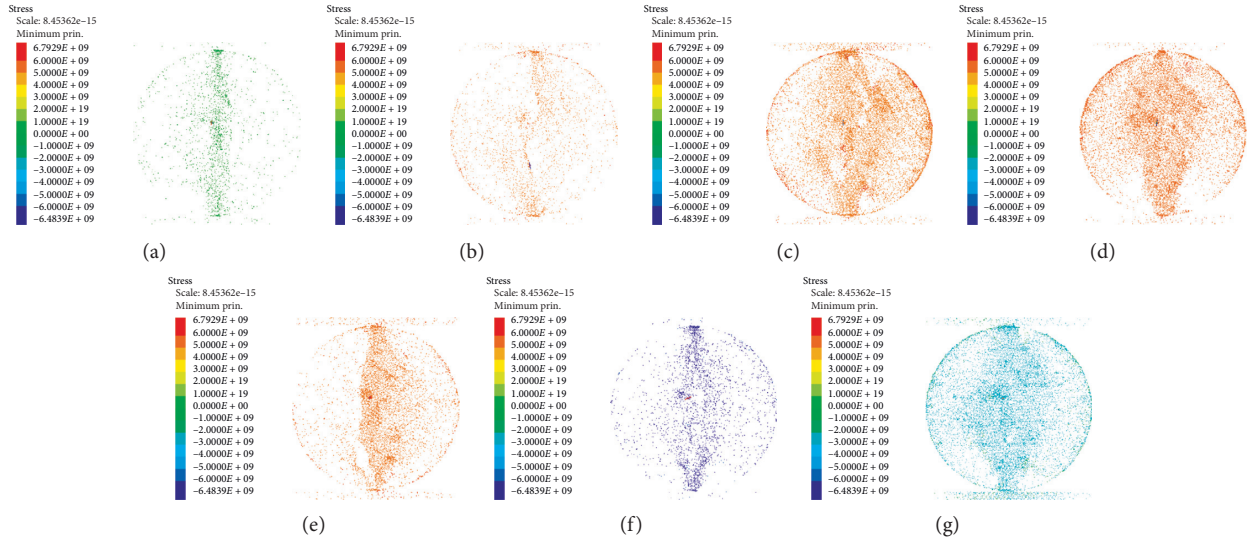 Stress
Scale: 8.45362e–15
Minimum prin.
6.7929E + 09
6.0000E + 09
5.0000E + 09
4.0000E + 09
3.0000E + 09
2.0000E + 19
1.0000E + 19
0.0000E + 00
–1.0000E + 09
–2.0000E + 09
–3.0000E + 09
–4.0000E + 09
–5.0000E + 09
–6.0000E + 09
–6.4839E + 09
(a)
Stress
Scale: 8.45362e–15
Minimum prin.
6.7929E + 09
6.0000E + 09
5.0000E + 09
4.0000E + 09
3.0000E + 09
2.0000E + 19
1.0000E + 19
0.0000E + 00
–1.0000E + 09
–2.0000E + 09
–3.0000E + 09
–4.0000E + 09
–5.0000E + 09
–6.0000E + 09
–6.4839E + 09
(b)
Stress
Scale: 8.45362e–15
Minimum prin.
6.7929E + 09
6.0000E + 09
5.0000E + 09
4.0000E + 09
3.0000E + 09
2.0000E + 19
1.0000E + 19
0.0000E + 00
–1.0000E + 09
–2.0000E + 09
–3.0000E + 09
–4.0000E + 09
–5.0000E + 09
–6.0000E + 09
–6.4839E + 09
(c)
Stress
Scale: 8.45362e–15
Minimum prin.
6.7929E + 09
6.0000E + 09
5.0000E + 09
4.0000E + 09
3.0000E + 09
2.0000E + 19
1.0000E + 19
0.0000E + 00
–1.0000E + 09
–2.0000E + 09
–3.0000E + 09
–4.0000E + 09
–5.0000E + 09
–6.0000E + 09
–6.4839E + 09
(d)
Stress
Scale: 8.45362e–15
Minimum prin.
6.7929E + 09
6.0000E + 09
5.0000E + 09
4.0000E + 09
3.0000E + 09
2.0000E + 19
1.0000E + 19
0.0000E + 00
–1.0000E + 09
–2.0000E + 09
–3.0000E + 09
–4.0000E + 09
–5.0000E + 09
–6.0000E + 09
–6.4839E + 09
(e)
Stress
Scale: 8.45362e–15
Minimum prin.
6.7929E + 09
6.0000E + 09
5.0000E + 09
4.0000E + 09
3.0000E + 09
2.0000E + 19
1.0000E + 19
0.0000E + 00
–1.0000E + 09
–2.0000E + 09
–3.0000E + 09
–4.0000E + 09
–5.0000E + 09
–6.0000E + 09
–6.4839E + 09
(f)
Stress
Scale: 8.45362e–15
Minimum prin.
6.7929E + 09
6.0000E + 09
5.0000E + 09
4.0000E + 09
3.0000E + 09
2.0000E + 19
1.0000E + 19
0.0000E + 00
–1.0000E + 09
–2.0000E + 09
–3.0000E + 09
–4.0000E + 09
–5.0000E + 09
–6.0000E + 09
–6.4839E + 09
(g)